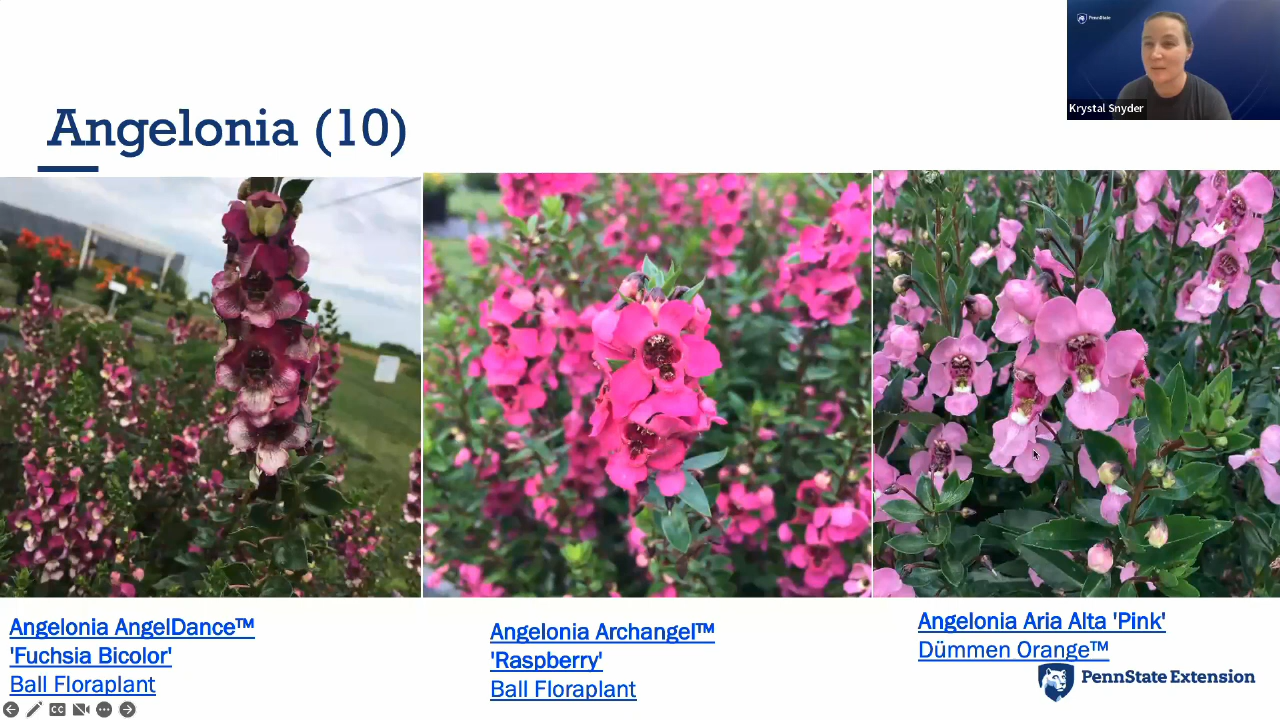 PennState
Krystal Snyder
Angelonia (10)
Angelonia AngelDance™
'Fuchsia Bicolor'
Ball Floraplant
Angelonia Archangel™
'Raspberry'
Ball Floraplant
Angelonia Aria Alta 'Pink'
Dümmen Orange™
PennState Extension
CC